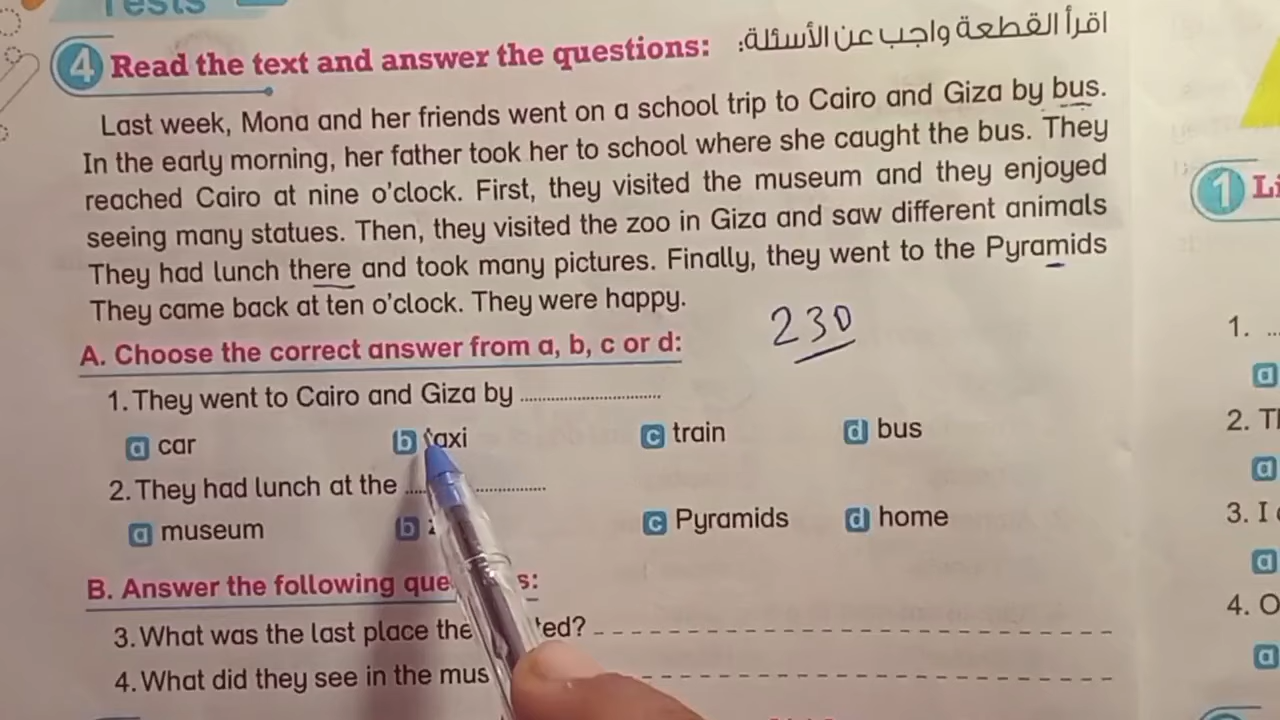 Tests
4 Read the text and answer the questions: اقرأ القطعة واجب عن الأسئلة:
Last week, Mona and her friends went on a school trip to Cairo and Giza by bus.
In the early morning, her father took her to school where she caught the bus. They
reached Cairo at nine o'clock. First, they visited the museum and they enjoyed
seeing many statues. Then, they visited the zoo in Giza and saw different animals
They had lunch there and took many pictures. Finally, they went to the Pyramids
They came back at ten o'clock. They were happy.
230
A. Choose the correct answer from a, b, c or d:
1. They went to Cairo and Giza by ..............................
a car b taxi c train d bus
2. They had lunch at the ..............................
a museum b c Pyramids d home
B. Answer the following
3. What was the last place
4. What did they see in the
1 Li
1. ..
a
2. T
a
3. I
a
4. O
a